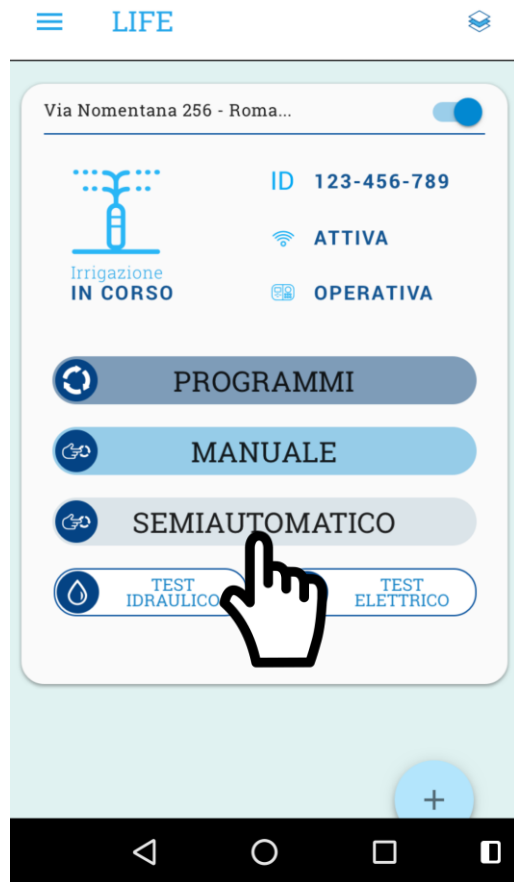 LIFE
Via Nomentana 256 - Roma...
ID 123-456-789
ATTIVA
Irrigazione
IN CORSO
OPERATIVA
PROGRAMMI
MANUALE
SEMIAUTOMATICO
TEST
IDRAULICO
TEST
ELETTRICO
+